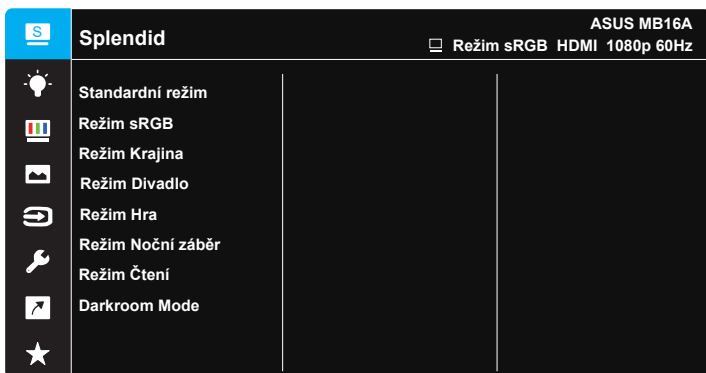 S
Splendid
ASUS MB16A
Režim sRGB HDMI 1080p 60Hz
Standardní režim
Režim sRGB
Režim Krajina
Režim Divadlo
Režim Hra
Režim Noční záběr
Režim Čtení
Darkroom Mode